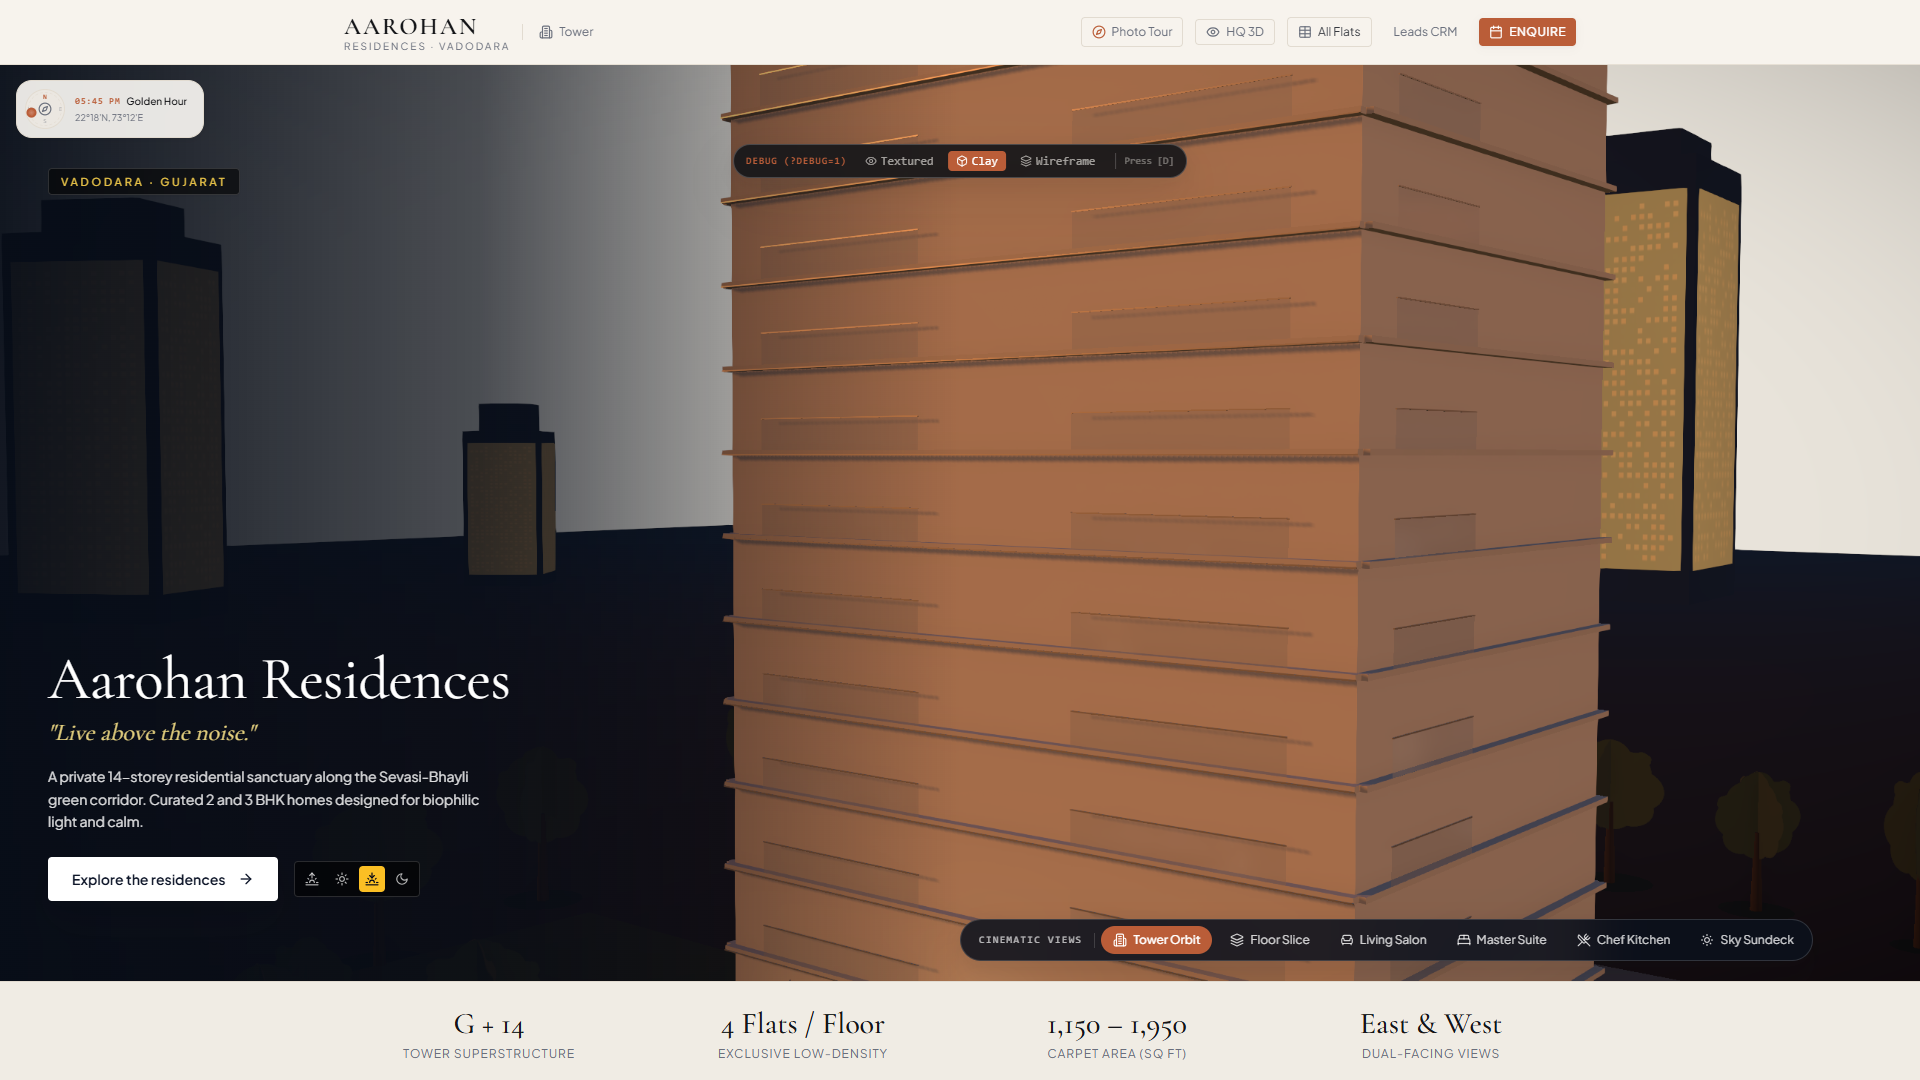 AAROHAN
RESIDENCES · VADODARA
Tower
Photo Tour
HQ 3D
All Flats
Leads CRM
ENQUIRE
N
05:45 PM Golden Hour
22°18'N, 73°12'E
DEBUG (?DEBUG=1) Textured Clay Wireframe Press [D]
VADODARA · GUJARAT
Aarohan Residences
"Live above the noise."
A private 14-storey residential sanctuary along the Sevasi-Bhayli
green corridor. Curated 2 and 3 BHK homes designed for biophilic
light and calm.
Explore the residences
CINEMATIC VIEWS Tower Orbit Floor Slice Living Salon Master Suite Chef Kitchen Sky Sundeck
G + 14
TOWER SUPERSTRUCTURE
4 Flats / Floor
EXCLUSIVE LOW-DENSITY
1,150 – 1,950
CARPET AREA (SQ FT)
East & West
DUAL-FACING VIEWS